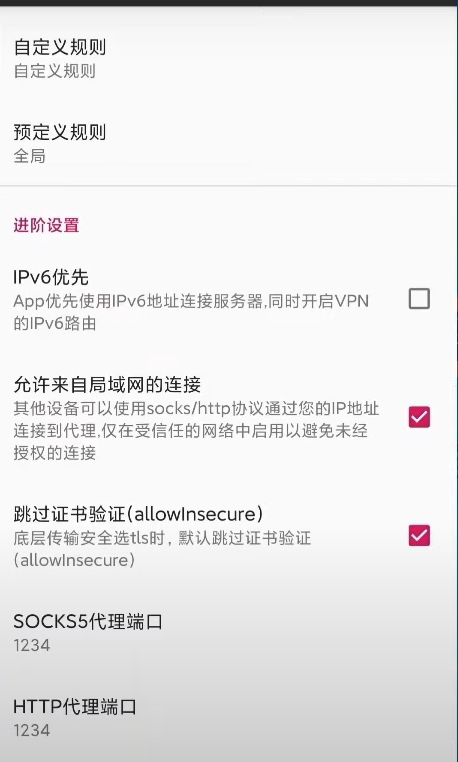 自定义规则
自定义规则
预定义规则
全局
进阶设置
IPv6优先
App优先使用IPv6地址连接服务器,同时开启VPN
的IPv6路由
允许来自局域网的连接
其他设备可以使用socks/http协议通过您的IP地址
连接到代理,仅在受信任的网络中启用以避免未经
授权的连接
跳过证书验证(allowInsecure)
底层传输安全选tls时，默认跳过证书验证
(allowInsecure)
SOCKS5代理端口
1234
HTTP代理端口
1234